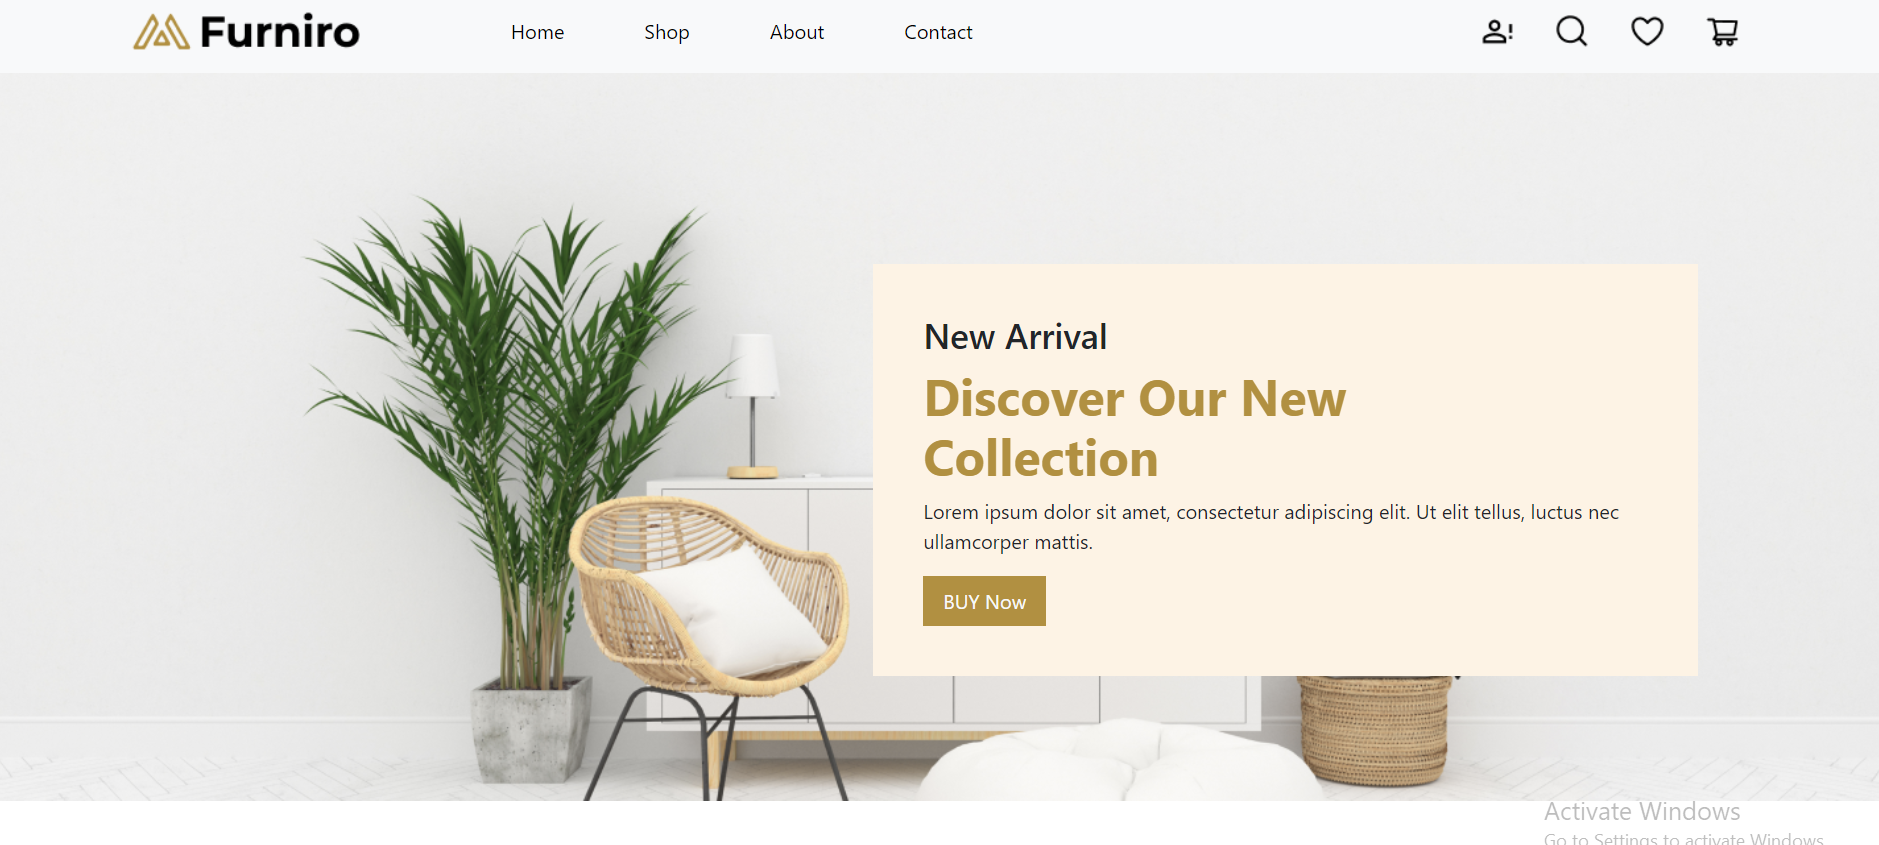 Furniro
Home
Shop
About
Contact
New Arrival
Discover Our New
Collection
Lorem ipsum dolor sit amet, consectetur adipiscing elit. Ut elit tellus, luctus nec
ullamcorper mattis.
BUY Now
Activate Windows
Go to Settings to activate Windows